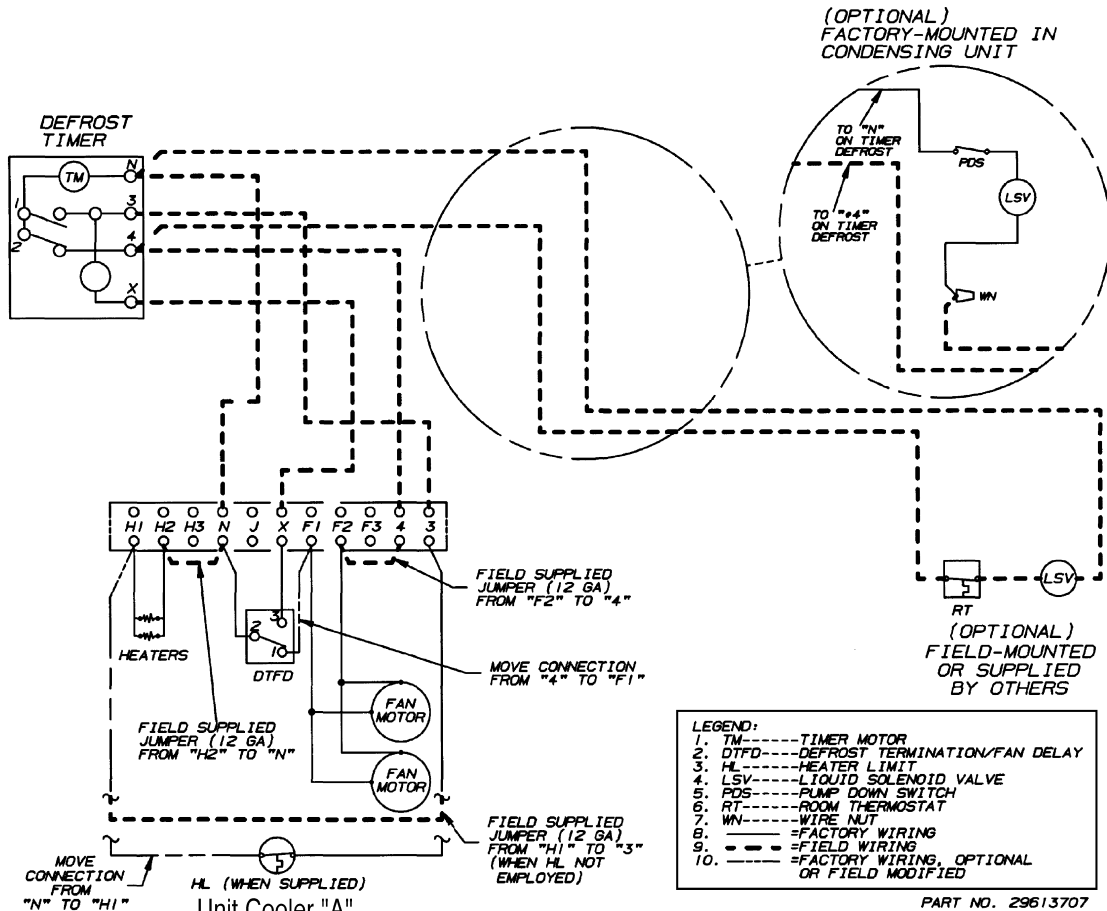 (OPTIONAL)
FACTORY-MOUNTED IN
CONDENSING UNIT
DEFROST
TIMER
TM
N
1
3
2
4
X
TO "N"
ON TIMER
DEFROST
PDS
LSV
TO "#4"
ON TIMER
DEFROST
WN
H1 H2 H3 N J X F1 F2 F3 4 3
FIELD SUPPLIED
JUMPER (12 GA)
FROM "F2" TO "4"
HEATERS
3
2
1
DTFD
MOVE CONNECTION
FROM "4" TO "F1"
RT
LSV
(OPTIONAL)
FIELD-MOUNTED
OR SUPPLIED
BY OTHERS
FAN
MOTOR
FAN
MOTOR
FIELD SUPPLIED
JUMPER (12 GA)
FROM "H2" TO "N"
FIELD SUPPLIED
JUMPER (12 GA)
FROM "H1" TO "3"
(WHEN HL NOT
EMPLOYED)
MOVE
CONNECTION
FROM
"N" TO "H1"
HL (WHEN SUPPLIED)
Unit Cooler "A"
LEGEND:
1. TM------TIMER MOTOR
2. DTFD----DEFROST TERMINATION/FAN DELAY
3. HL------HEATER LIMIT
4. LSV-----LIQUID SOLENOID VALVE
5. PDS-----PUMP DOWN SWITCH
6. RT------ROOM THERMOSTAT
7. WN------WIRE NUT
8. =FACTORY WIRING
9. =FIELD WIRING
10. =FACTORY WIRING, OPTIONAL
OR FIELD MODIFIED
PART NO. 29613707